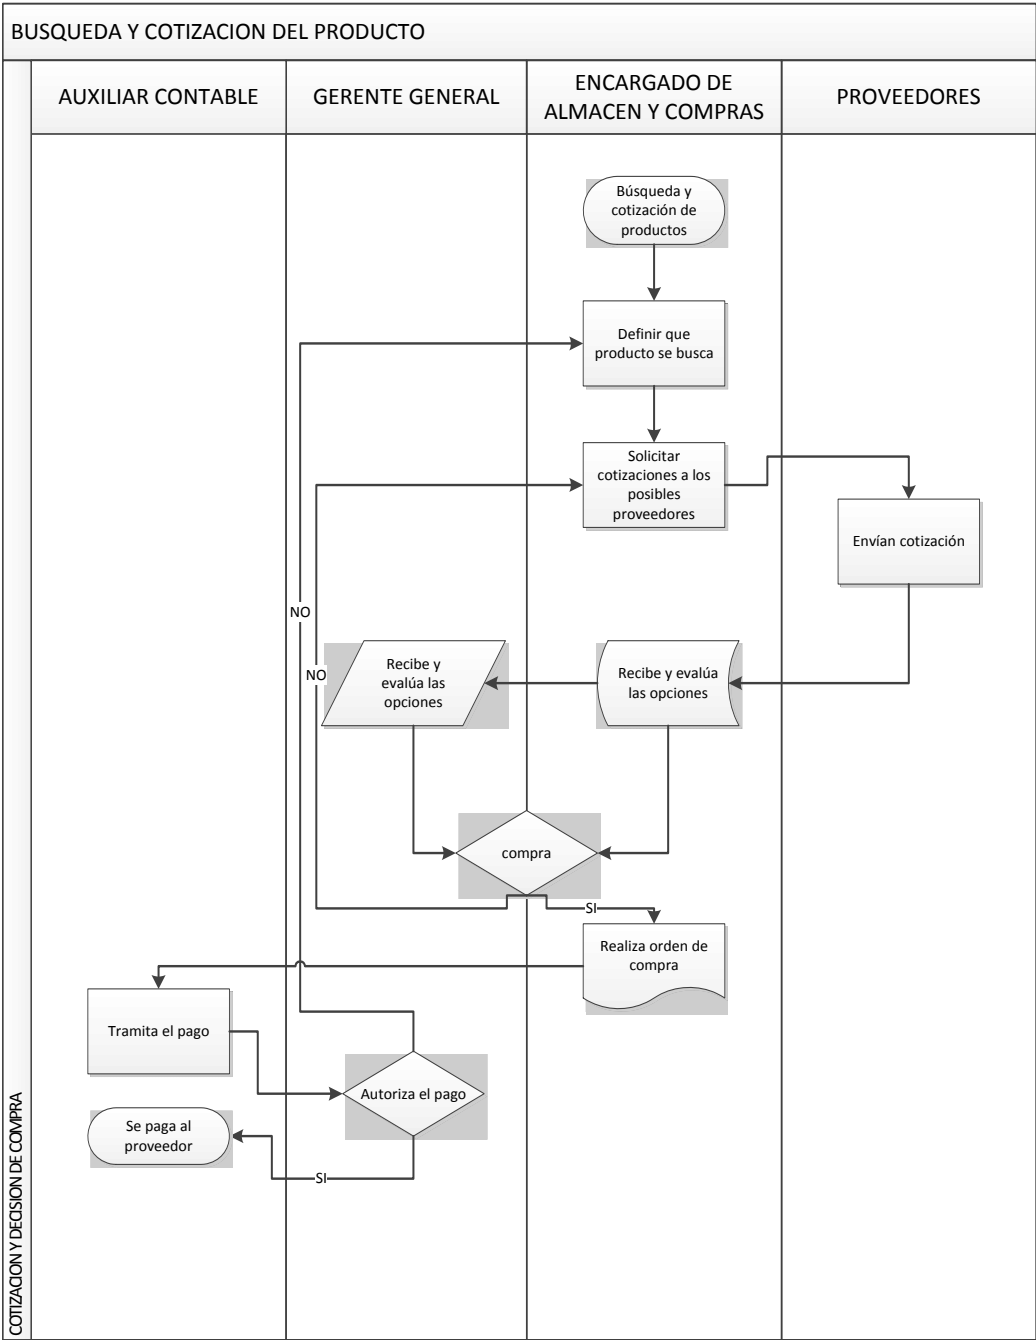 BUSQUEDA Y COTIZACION DEL PRODUCTO
AUXILIAR CONTABLE
GERENTE GENERAL
ENCARGADO DE
ALMACEN Y COMPRAS
PROVEEDORES
Búsqueda y
cotización de
productos
Definir que
producto se busca
Solicitar
cotizaciones a los
posibles
proveedores
Envían cotización
NO
NO
Recibe y
evalúa las
opciones
Recibe y evalúa
las opciones
compra
SI
Realiza orden de
compra
Tramita el pago
Autoriza el pago
Se paga al
proveedor
SI
COTIZACION Y DECISION DE COMPRA